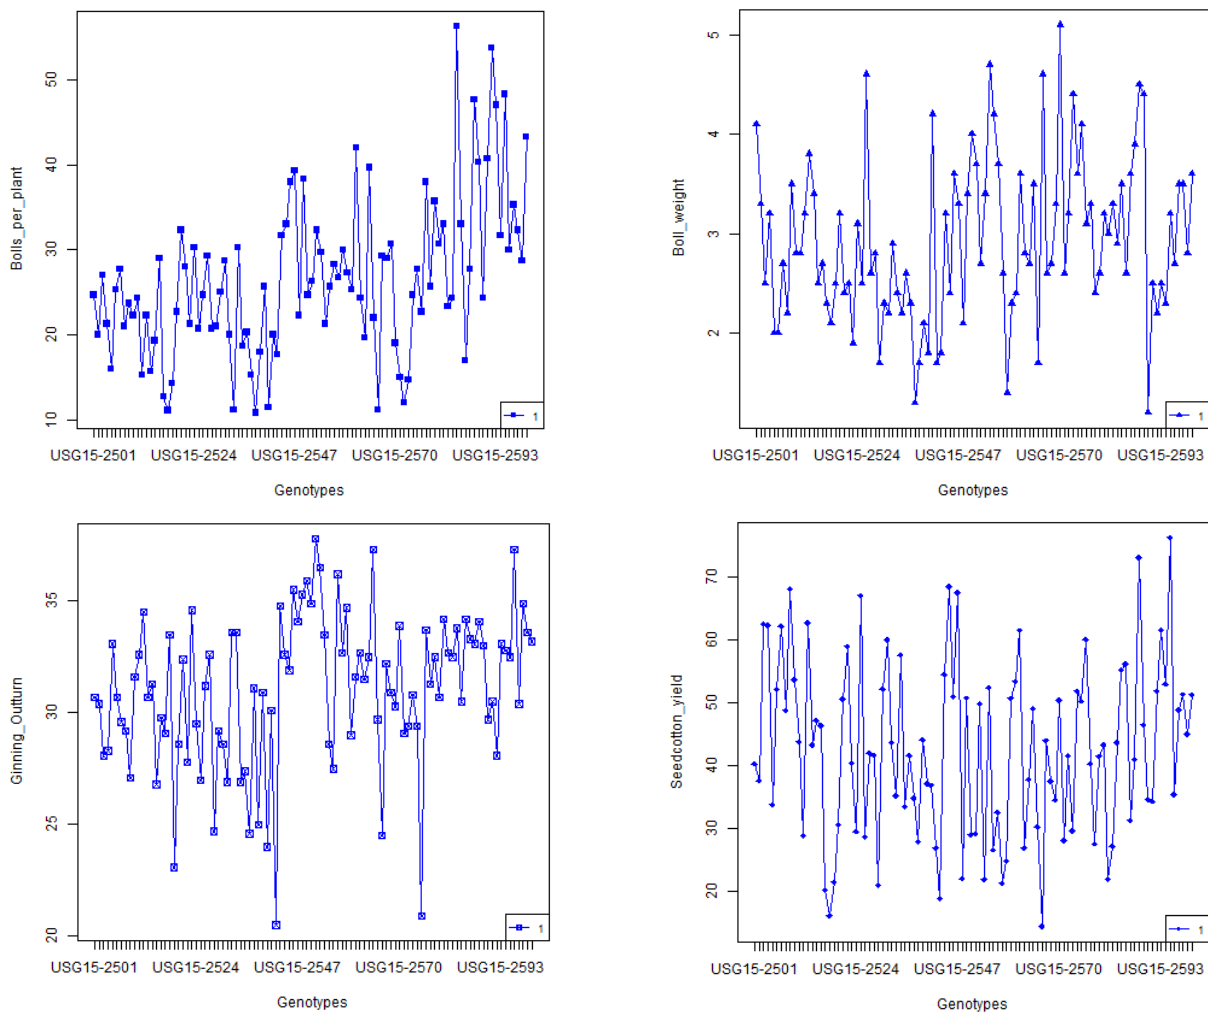 Bolls_per_plant
50
40
30
20
10
1
USG15-2501 USG15-2524 USG15-2547 USG15-2570 USG15-2593
Genotypes
Boll_weight
5
4
3
2
1
USG15-2501 USG15-2524 USG15-2547 USG15-2570 USG15-2593
Genotypes
Ginning_Outturn
35
30
25
20
1
USG15-2501 USG15-2524 USG15-2547 USG15-2570 USG15-2593
Genotypes
Seedcotton_yield
70
60
50
40
30
20
1
USG15-2501 USG15-2524 USG15-2547 USG15-2570 USG15-2593
Genotypes